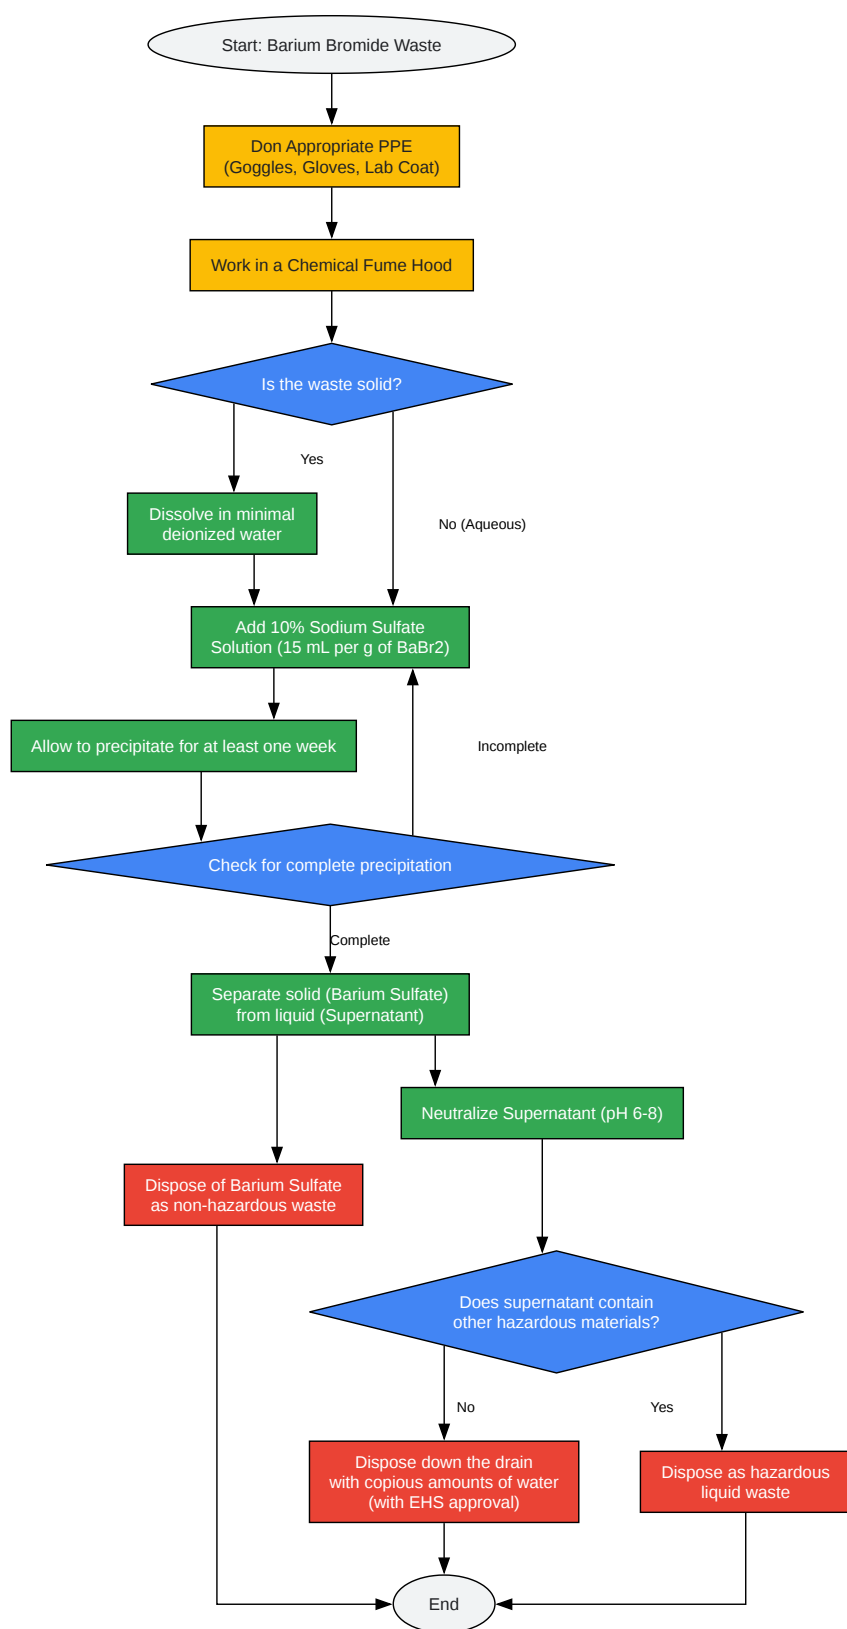 Start: Barium Bromide Waste
Don Appropriate PPE
(Goggles, Gloves, Lab Coat)
Work in a Chemical Fume Hood
Is the waste solid?
Yes
No (Aqueous)
Dissolve in minimal
deionized water
Add 10% Sodium Sulfate
Solution (15 mL per g of BaBr2)
Allow to precipitate for at least one week
Incomplete
Check for complete precipitation
Complete
Separate solid (Barium Sulfate)
from liquid (Supernatant)
Neutralize Supernatant (pH 6-8)
Dispose of Barium Sulfate
as non-hazardous waste
Does supernatant contain
other hazardous materials?
No
Yes
Dispose down the drain
with copious amounts of water
(with EHS approval)
Dispose as hazardous
liquid waste
End